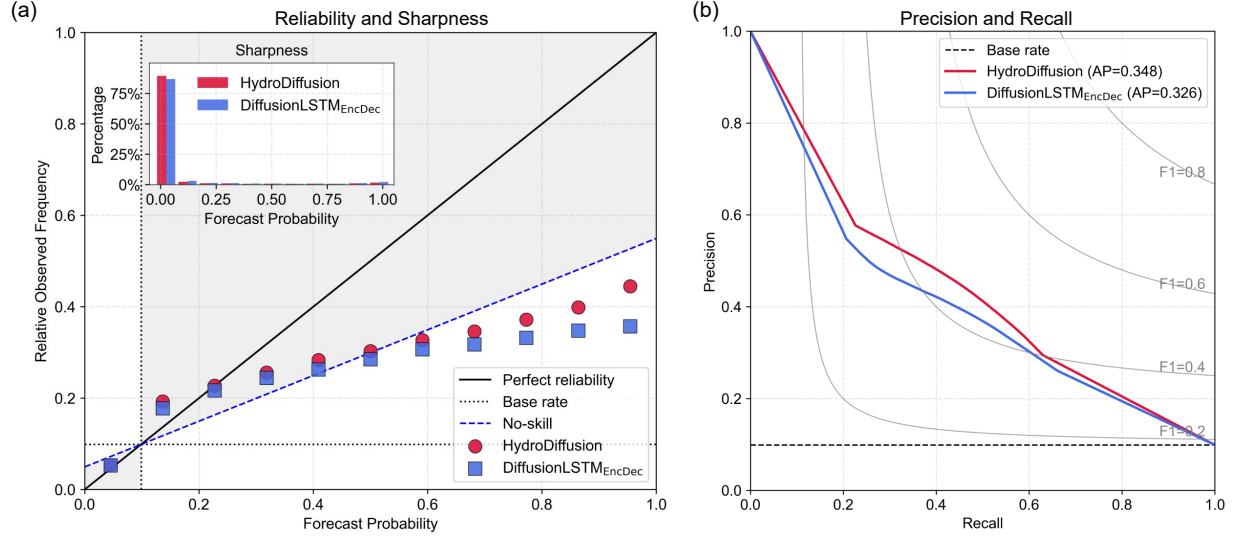 (a)
Reliability and Sharpness
Relative Observed Frequency
1.0
0.8
0.6
0.4
0.2
0.0
Sharpness
Percentage
75%
50%
25%
0%
HydroDiffusion
DiffusionLSTMEncDec
0.00 0.25 0.50 0.75 1.00
Forecast Probability
Perfect reliability
Base rate
No-skill
HydroDiffusion
DiffusionLSTMEncDec
0.0 0.2 0.4 0.6 0.8 1.0
Forecast Probability
(b)
Precision and Recall
Precision
1.0
0.8
0.6
0.4
0.2
0.0
Base rate
HydroDiffusion (AP=0.348)
DiffusionLSTMEncDec (AP=0.326)
F1=0.8
F1=0.6
F1=0.4
F1=0.2
0.0 0.2 0.4 0.6 0.8 1.0
Recall